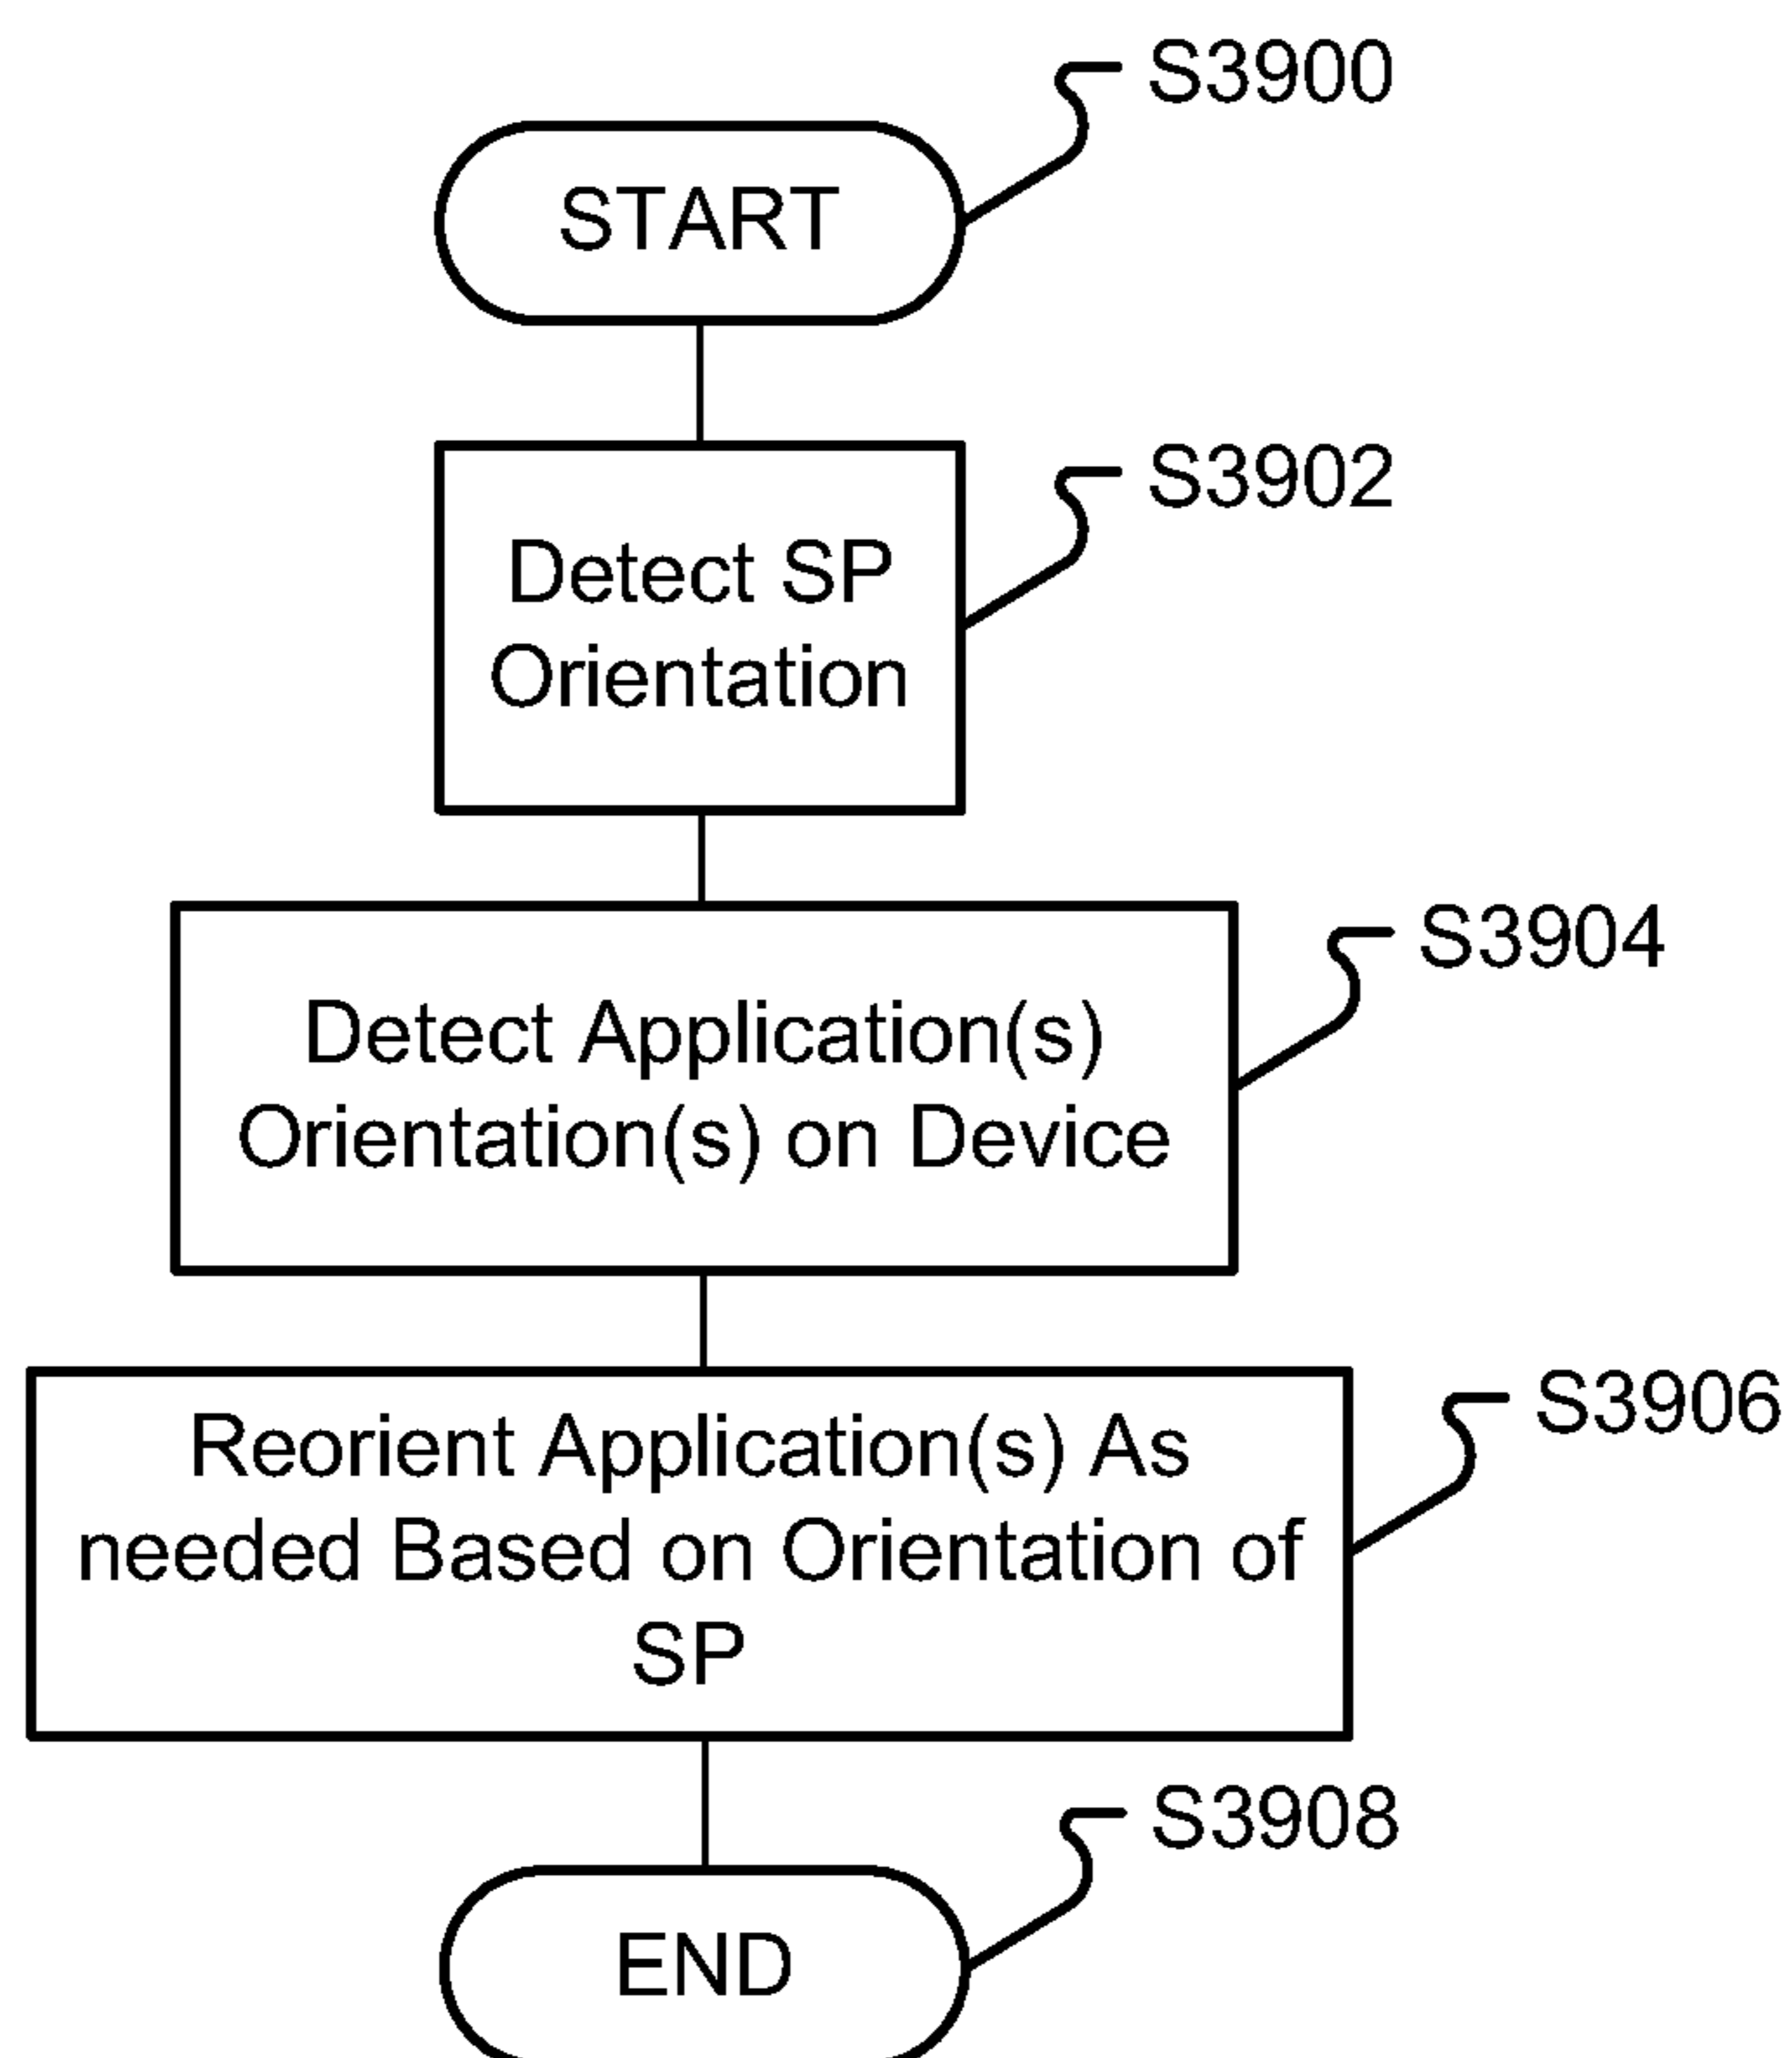 S3900
START
S3902
Detect SP
Orientation
S3904
Detect Application(s)
Orientation(s) on Device
S3906
Reorient Application(s) As
needed Based on Orientation of
SP
S3908
END